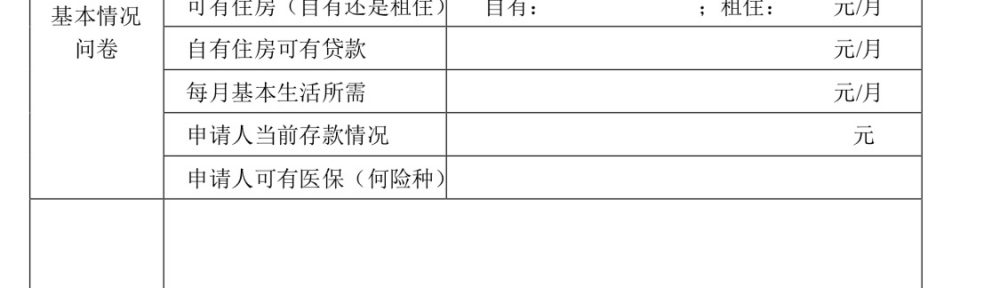 基本情况
问卷
可有住房（自有还是租住） 自有： ；租住： 元/月
自有住房可有贷款 元/月
每月基本生活所需 元/月
申请人当前存款情况 元
申请人可有医保（何险种）